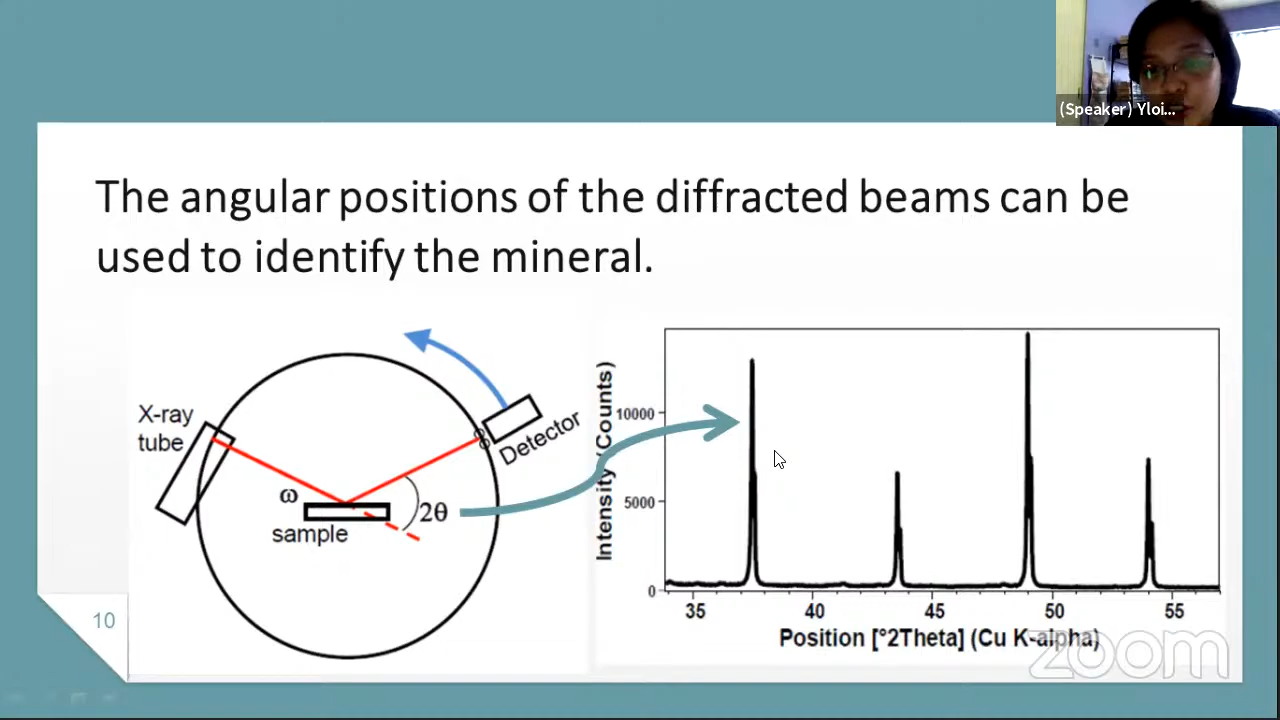 (Speaker) Yloi...
The angular positions of the diffracted beams can be
used to identify the mineral.
X-ray
tube
Detector
ω
2θ
sample
Intensity (Counts)
10000
5000
0
35 40 45 50 55
Position [°2Theta] (Cu K-alpha)
10
zoom